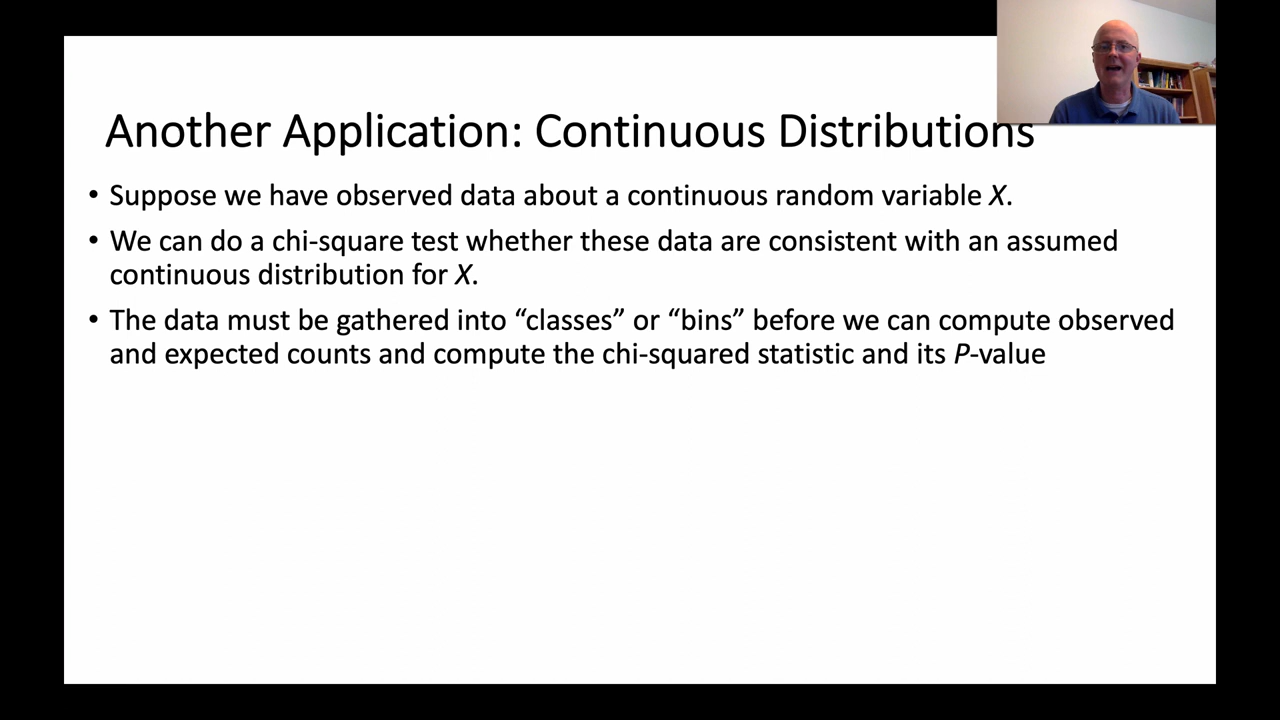 Another Application: Continuous Distributions
• Suppose we have observed data about a continuous random variable X.
• We can do a chi-square test whether these data are consistent with an assumed
continuous distribution for X.
• The data must be gathered into “classes” or “bins” before we can compute observed
and expected counts and compute the chi-squared statistic and its P-value